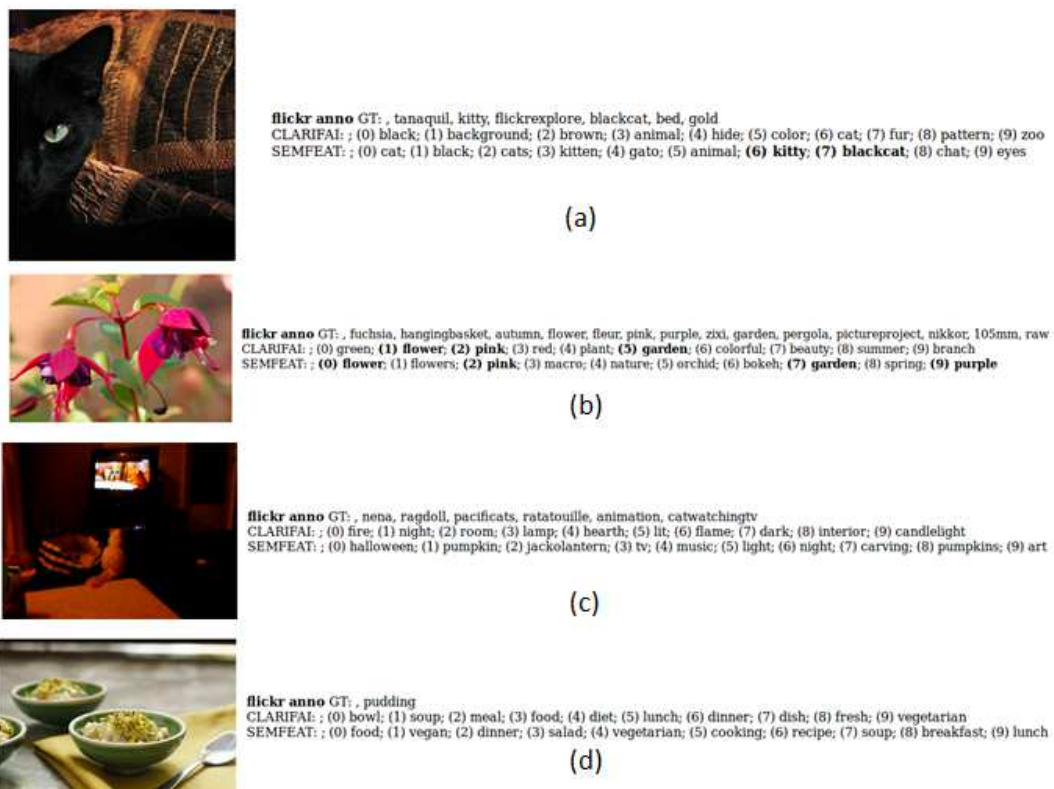 flickr anno GT: , tanaquil, kitty, flickrexplore, blackcat, bed, gold
CLARIFAI: ; (0) black; (1) background; (2) brown; (3) animal; (4) hide; (5) color; (6) cat; (7) fur; (8) pattern; (9) zoo
SEMFEAT: ; (0) cat; (1) black; (2) cats; (3) kitten; (4) gato; (5) animal; (6) kitty; (7) blackcat; (8) chat; (9) eyes
(a)
flickr anno GT: , fuchsia, hangingbasket, autumn, flower, fleur, pink, purple, zixi, garden, pergola, pictureproject, nikkor, 105mm, raw
CLARIFAI: ; (0) green; (1) flower; (2) pink; (3) red; (4) plant; (5) garden; (6) colorful; (7) beauty; (8) summer; (9) branch
SEMFEAT: ; (0) flower; (1) flowers; (2) pink; (3) macro; (4) nature; (5) orchid; (6) bokeh; (7) garden; (8) spring; (9) purple
(b)
flickr anno GT: , nena, ragdoll, pacificats, ratatouille, animation, catwatchingtv
CLARIFAI: ; (0) fire; (1) night; (2) room; (3) lamp; (4) hearth; (5) lit; (6) flame; (7) dark; (8) interior; (9) candlelight
SEMFEAT: ; (0) halloween; (1) pumpkin; (2) jackolantern; (3) tv; (4) music; (5) light; (6) night; (7) carving; (8) pumpkins; (9) art
(c)
flickr anno GT: , pudding
CLARIFAI: ; (0) bowl; (1) soup; (2) meal; (3) food; (4) diet; (5) lunch; (6) dinner; (7) dish; (8) fresh; (9) vegetarian
SEMFEAT: ; (0) food; (1) vegan; (2) dinner; (3) salad; (4) vegetarian; (5) cooking; (6) recipe; (7) soup; (8) breakfast; (9) lunch
(d)